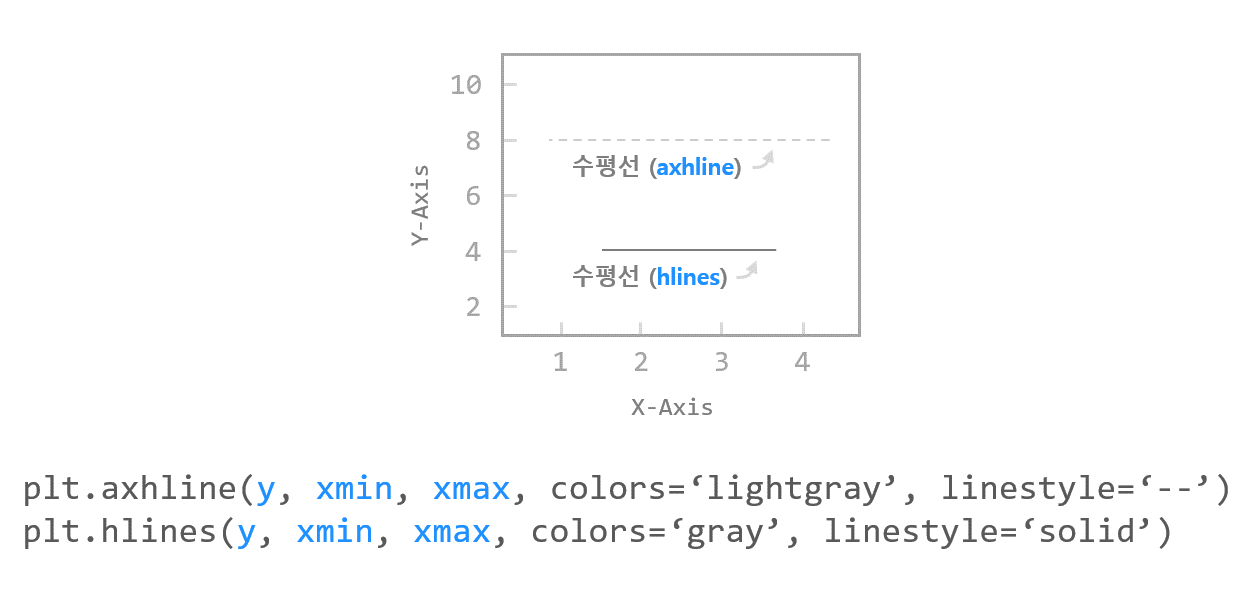 10
8
수평선 (axhline)
6
Y-Axis
4
수평선 (hlines)
2
1 2 3 4
X-Axis
plt.axhline(y, xmin, xmax, colors=‘lightgray’, linestyle=‘--’)
plt.hlines(y, xmin, xmax, colors=‘gray’, linestyle=‘solid’)